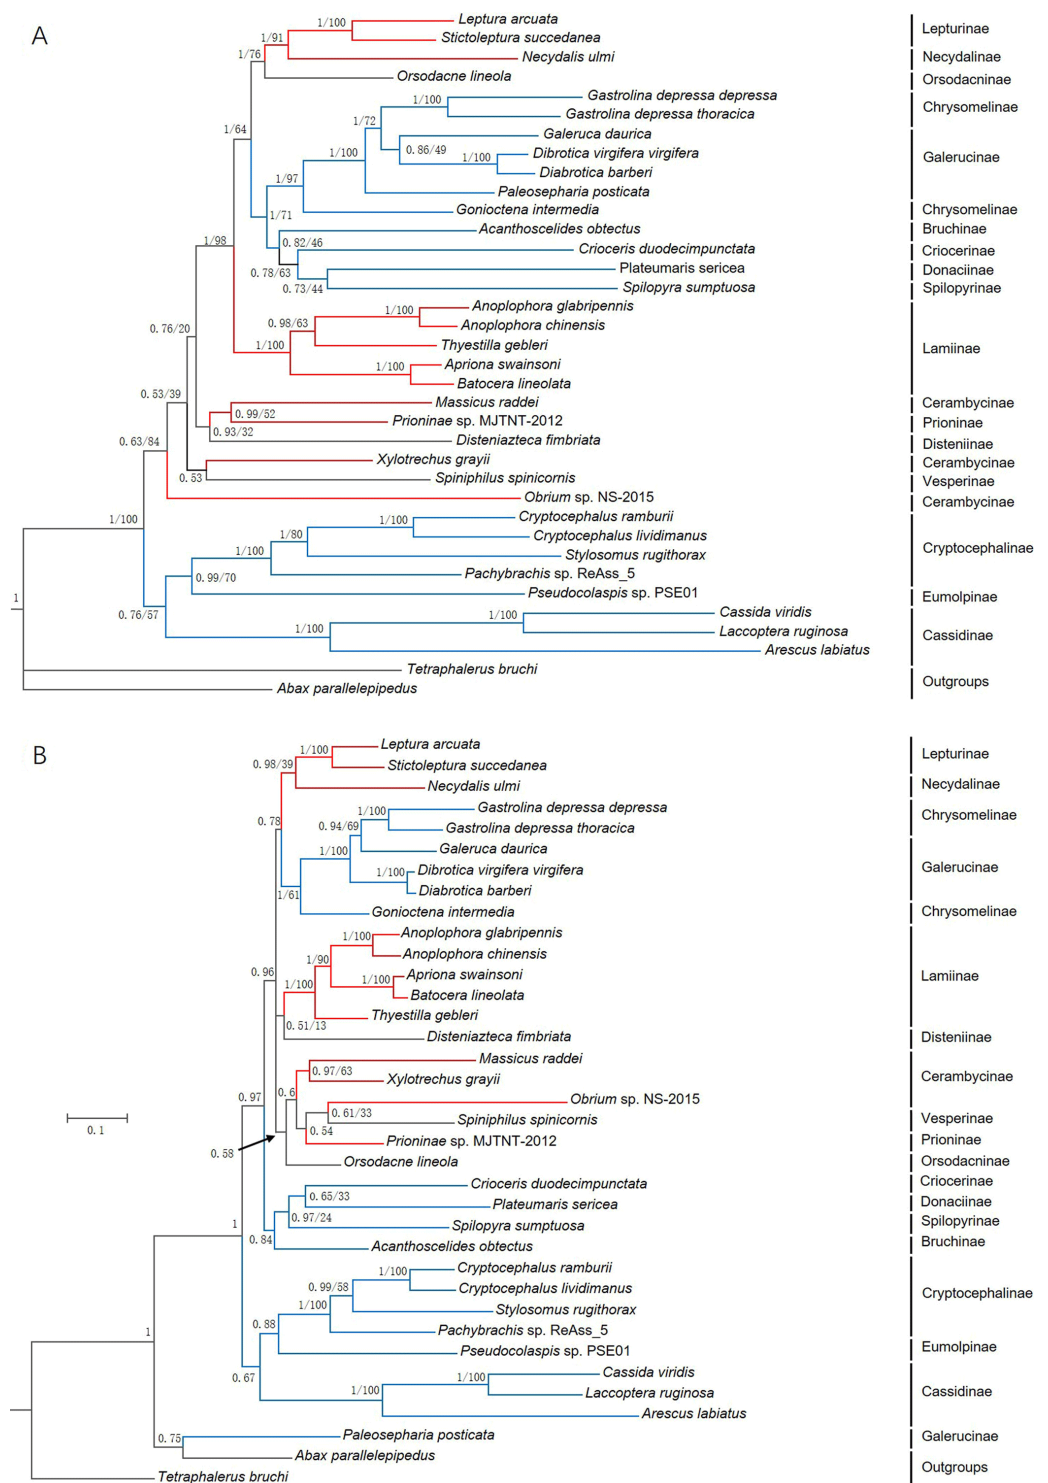 A
1/100 Leptura arcuata Lepturinae
1/91 Stictoleptura succedanea
1/76 Necydalis ulmi Necydalinae
Orsodacne lineola Orsodacninae
1/100 Gastrolina depressa depressa Chrysomelinae
1/72 Gastrolina depressa thoracica
1/64 Galeruca daurica Galerucinae
1/100 0.86/49 1/100 Dibrotica virgifera virgifera
Diabrotica barberi
1/97 Paleosepharia posticata
Gonioctena intermedia Chrysomelinae
1/71 Acanthoscelides obtectus Bruchinae
1/98 0.82/46 Crioceris duodecimpunctata Criocerinae
0.78/63 Plateumaris sericea Donaciinae
0.73/44 Spilopyra sumptuosa Spilopyrinae
1/100 Anoplophora glabripennis Lamiinae
0.98/63 Anoplophora chinensis
0.76/20 1/100 Thyestilla gebleri
1/100 Apriona swainsoni
Batocera lineolata
0.53/39 Massicus raddei Cerambycinae
0.99/52 Prioninae sp. MJTNT-2012 Prioninae
0.63/84 0.93/32 Disteniazteca fimbriata Disteniinae
Xylotrechus grayii Cerambycinae
0.53 Spiniphilus spinicornis Vesperinae
Obrium sp. NS-2015 Cerambycinae
1/100 1/100 Cryptocephalus ramburii Cryptocephalinae
1/80 Cryptocephalus lividimanus
1/100 Stylosomus rugithorax
0.99/70 Pachybrachis sp. ReAss_5
1 Pseudocolaspis sp. PSE01 Eumolpinae
0.76/57 1/100 Cassida viridis Cassidinae
1/100 Laccoptera ruginosa
Arescus labiatus
Tetraphalerus bruchi Outgroups
Abax parallelepipedus
B
1/100 Leptura arcuata Lepturinae
0.98/39 Stictoleptura succedanea
Necydalis ulmi Necydalinae
0.78 1/100 Gastrolina depressa depressa Chrysomelinae
0.94/69 Gastrolina depressa thoracica
1/100 Galeruca daurica Galerucinae
1/100 Dibrotica virgifera virgifera
1/61 Diabrotica barberi
Gonioctena intermedia Chrysomelinae
1/100 Anoplophora glabripennis Lamiinae
1/90 Anoplophora chinensis
0.96 1/100 1/100 Apriona swainsoni
Batocera lineolata
Thyestilla gebleri
0.51/13 Disteniazteca fimbriata Disteniinae
Massicus raddei Cerambycinae
0.97/63 Xylotrechus grayii
0.97 0.6 Obrium sp. NS-2015
0.1 0.61/33 Spiniphilus spinicornis Vesperinae
0.58 0.54 Prioninae sp. MJTNT-2012 Prioninae
Orsodacne lineola Orsodacninae
Crioceris duodecimpunctata Criocerinae
0.65/33 Plateumaris sericea Donaciinae
1 0.97/24 Spilopyra sumptuosa Spilopyrinae
0.84 Acanthoscelides obtectus Bruchinae
1/100 Cryptocephalus ramburii Cryptocephalinae
0.99/58 Cryptocephalus lividimanus
1/100 Stylosomus rugithorax
0.88 Pachybrachis sp. ReAss_5
1 Pseudocolaspis sp. PSE01 Eumolpinae
0.67 Cassida viridis Cassidinae
1/100 1/100 Laccoptera ruginosa
Arescus labiatus
0.75 Paleosepharia posticata Galerucinae
Abax parallelepipedus Outgroups
Tetraphalerus bruchi